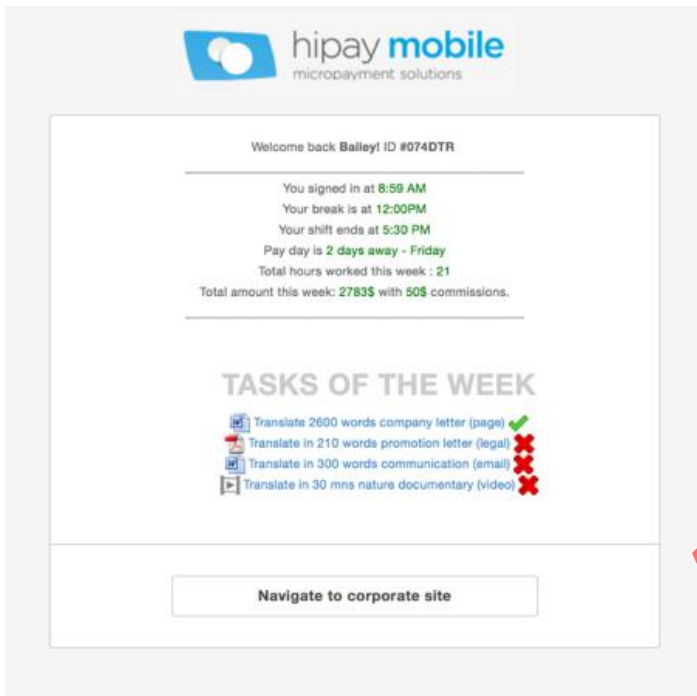 hipay mobile
micropayment solutions
Welcome back Bailey! ID #074DTR
You signed in at 8:59 AM
Your break is at 12:00PM
Your shift ends at 5:30 PM
Pay day is 2 days away - Friday
Total hours worked this week : 21
Total amount this week: 2783$ with 50$ commissions.
TASKS OF THE WEEK
Translate 2600 words company letter (page)
Translate in 210 words promotion letter (legal)
Translate in 300 words communication (email)
Translate in 30 mns nature documentary (video)
Navigate to corporate site